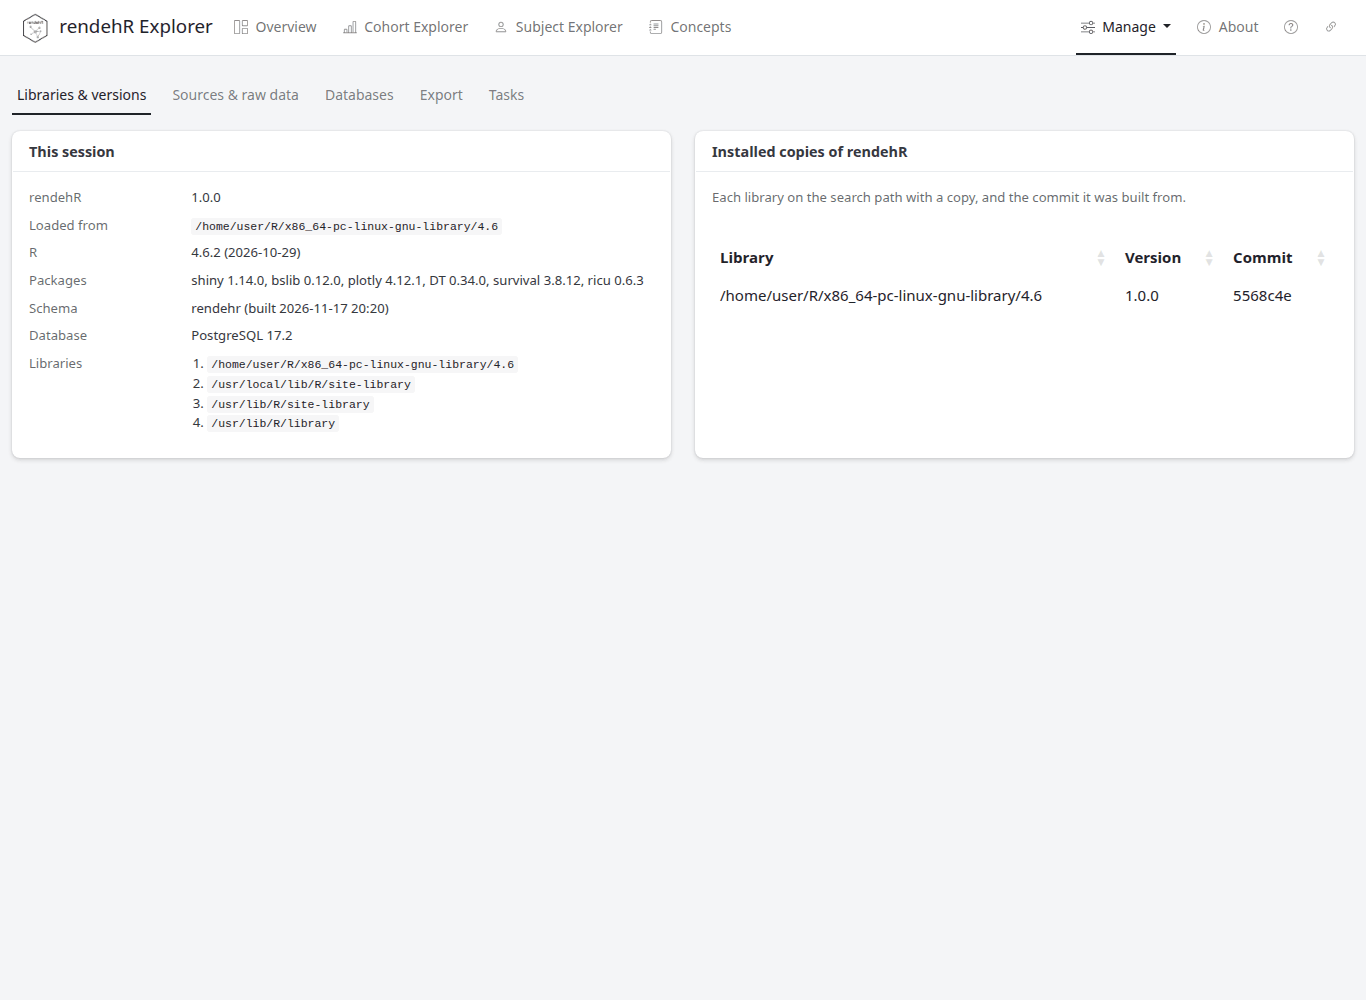 rendehR Explorer Overview Cohort Explorer Subject Explorer Concepts Manage About
Libraries & versions Sources & raw data Databases Export Tasks
This session
rendehR 1.0.0
Loaded from /home/user/R/x86_64-pc-linux-gnu-library/4.6
R 4.6.2 (2026-10-29)
Packages shiny 1.14.0, bslib 0.12.0, plotly 4.12.1, DT 0.34.0, survival 3.8.12, ricu 0.6.3
Schema rendehr (built 2026-11-17 20:20)
Database PostgreSQL 17.2
Libraries 1. /home/user/R/x86_64-pc-linux-gnu-library/4.6
2. /usr/local/lib/R/site-library
3. /usr/lib/R/site-library
4. /usr/lib/R/library
Installed copies of rendehR
Each library on the search path with a copy, and the commit it was built from.
Library Version Commit
/home/user/R/x86_64-pc-linux-gnu-library/4.6 1.0.0 5568c4e